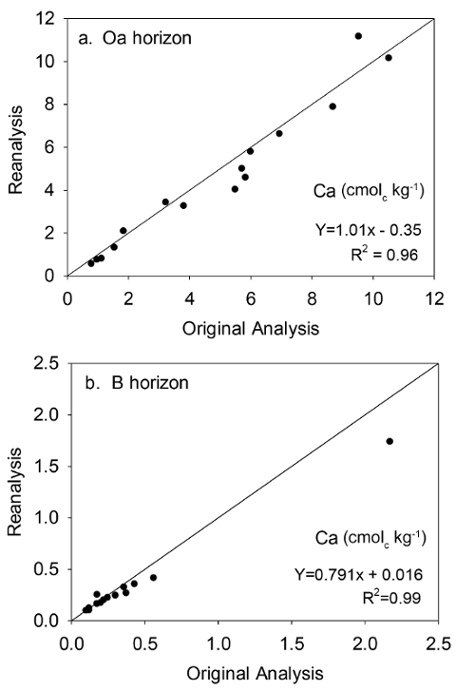 12
a. Oa horizon
10
8
6
4
2
0
Reanalysis
Ca (cmolc kg-1)
Y=1.01x - 0.35
R2 = 0.96
0 2 4 6 8 10 12
Original Analysis
2.5
b. B horizon
2.0
1.5
1.0
0.5
0.0
Reanalysis
Ca (cmolc kg-1)
Y=0.791x + 0.016
R2=0.99
0.0 0.5 1.0 1.5 2.0 2.5
Original Analysis